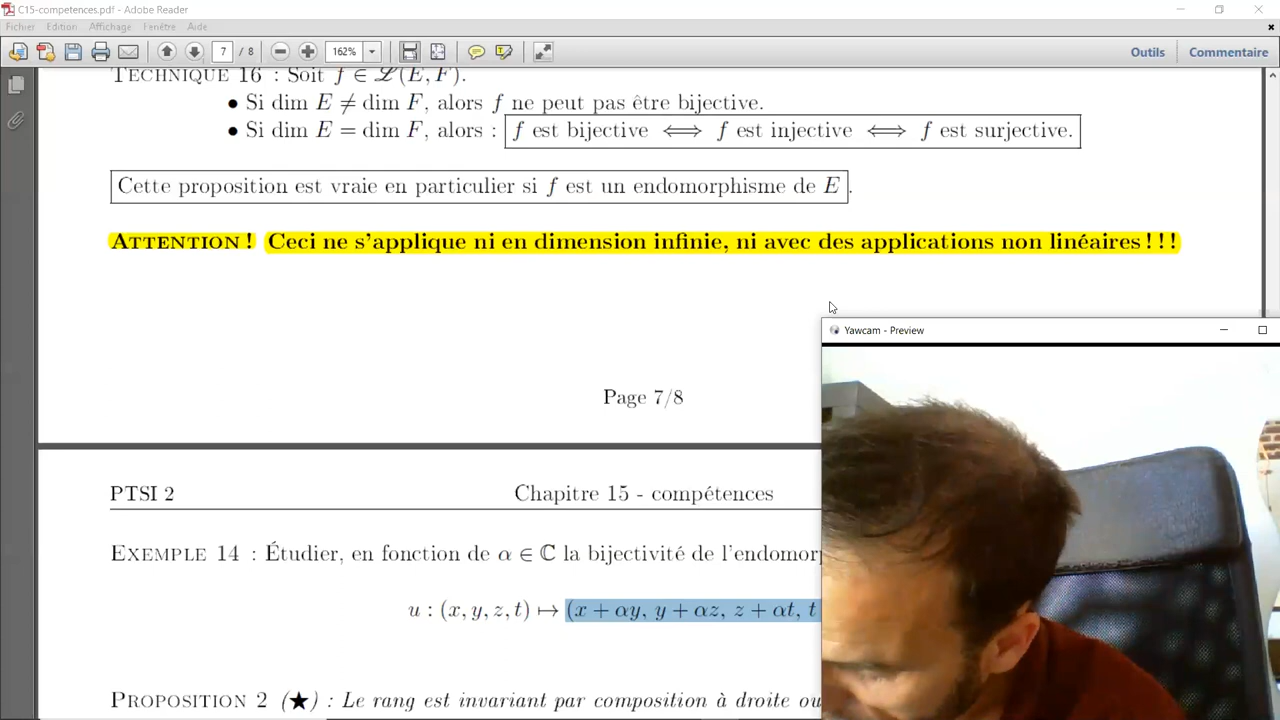 C15-competences.pdf - Adobe Reader
Fichier Edition Affichage Fenêtre Aide
7 / 8 162% Outils Commentaire
TECHNIQUE 16 : Soit f ∈ ℒ(E, F).
• Si dim E ≠ dim F, alors f ne peut pas être bijective.
• Si dim E = dim F, alors : f est bijective ⟺ f est injective ⟺ f est surjective.
Cette proposition est vraie en particulier si f est un endomorphisme de E.
ATTENTION ! Ceci ne s'applique ni en dimension infinie, ni avec des applications non linéaires ! ! !
Yawcam - Preview
Page 7/8
PTSI 2 Chapitre 15 - compétences
EXEMPLE 14 : Étudier, en fonction de α ∈ ℂ la bijectivité de l'endomorp
u : (x, y, z, t) ↦ (x + αy, y + αz, z + αt, t
PROPOSITION 2 (★) : Le rang est invariant par composition à droite ou